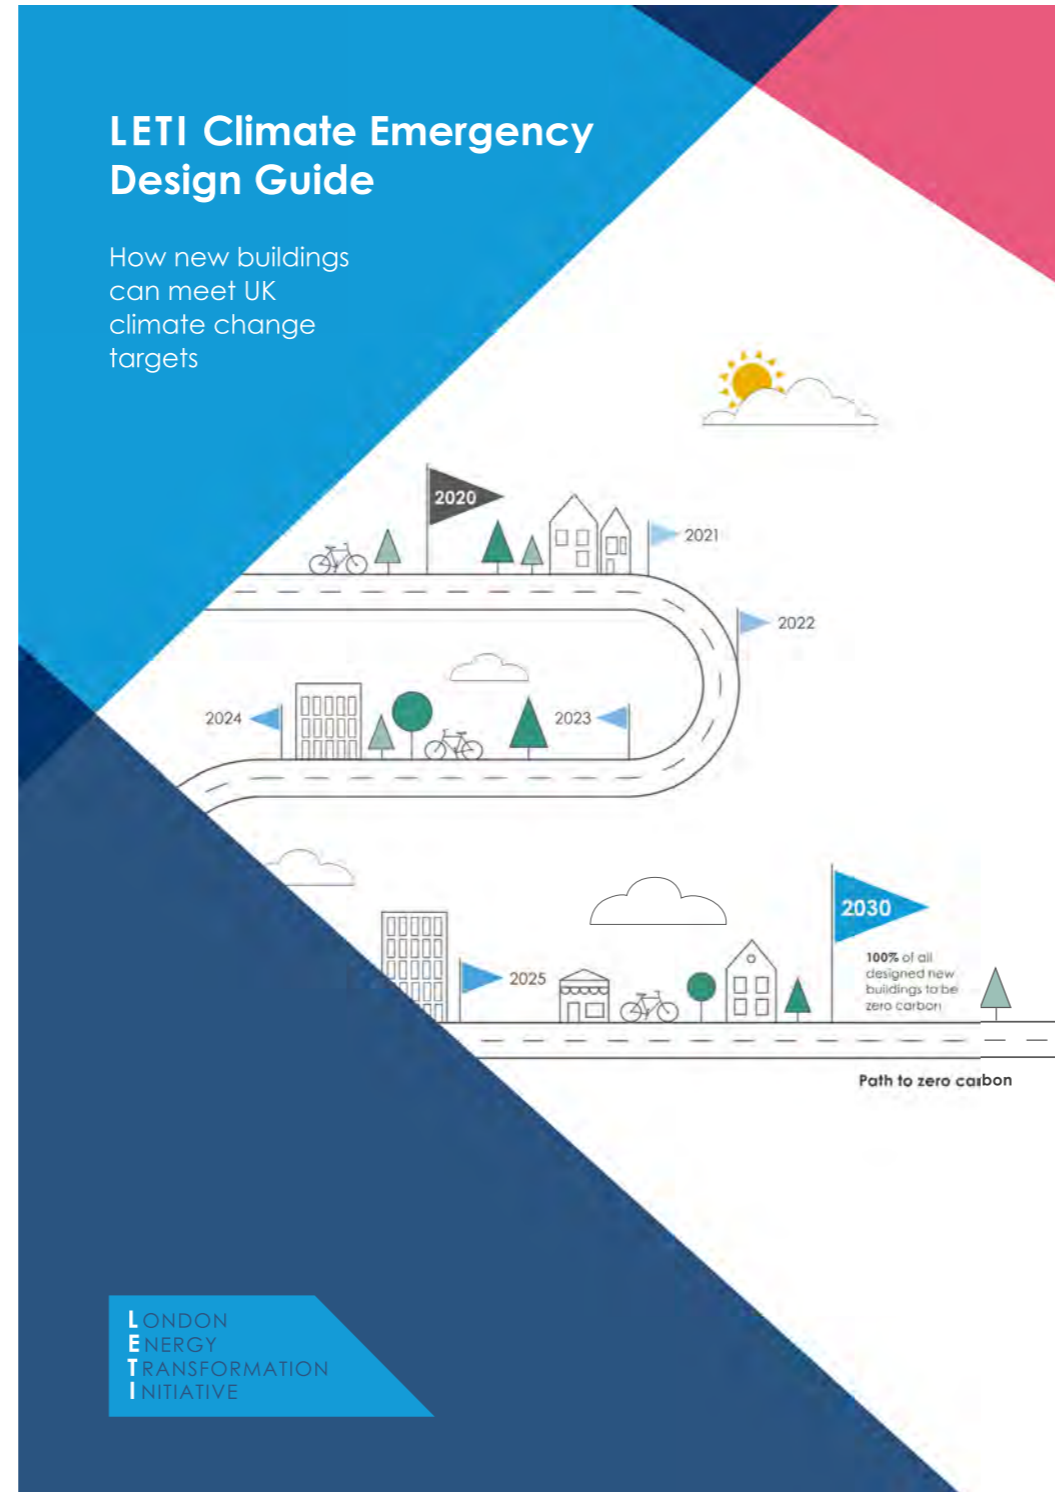 LETI Climate Emergency
Design Guide
How new buildings
can meet UK
climate change
targets
2020
2021
2022
2024
2023
2030
100% of all
designed new
buildings to be
zero carbon
2025
Path to zero carbon
LONDON
ENERGY
TRANSFORMATION
INITIATIVE